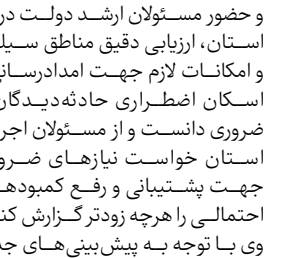 و حضور مسئولان ارشد دولت در
استان، ارزیابی دقیق مناطق
و امکانات لازم جهت
اسکان اضطراری
ضروری دانست و از مسئولان
استان خواست نیازهای
جهت پشتیبانی و رفع
احتمالی را هرچه زودتر گزارش
وی با توجه به پیش‌بینی‌های